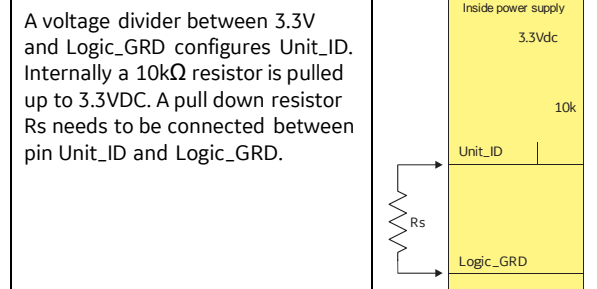 A voltage divider between 3.3V
and Logic_GRD configures Unit_ID.
Internally a 10kΩ resistor is pulled
up to 3.3VDC. A pull down resistor
Rs needs to be connected between
pin Unit_ID and Logic_GRD.
Inside power supply
3.3Vdc
10k
Unit_ID
Rs
Logic_GRD